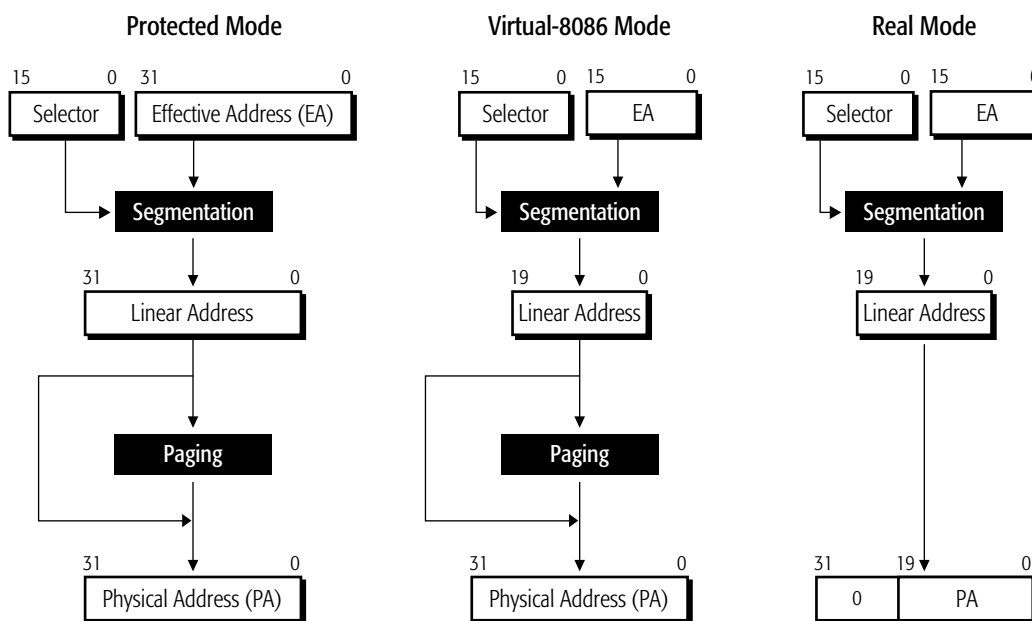 Protected Mode
Virtual-8086 Mode
Real Mode
15 0 31 0
15 0 15 0
15 0 15 0
Selector
Effective Address (EA)
Selector
EA
Selector
EA
Segmentation
Segmentation
Segmentation
31 0
19 0
19 0
Linear Address
Linear Address
Linear Address
Paging
Paging
31 0
31 0
31 19 0
Physical Address (PA)
Physical Address (PA)
0
PA